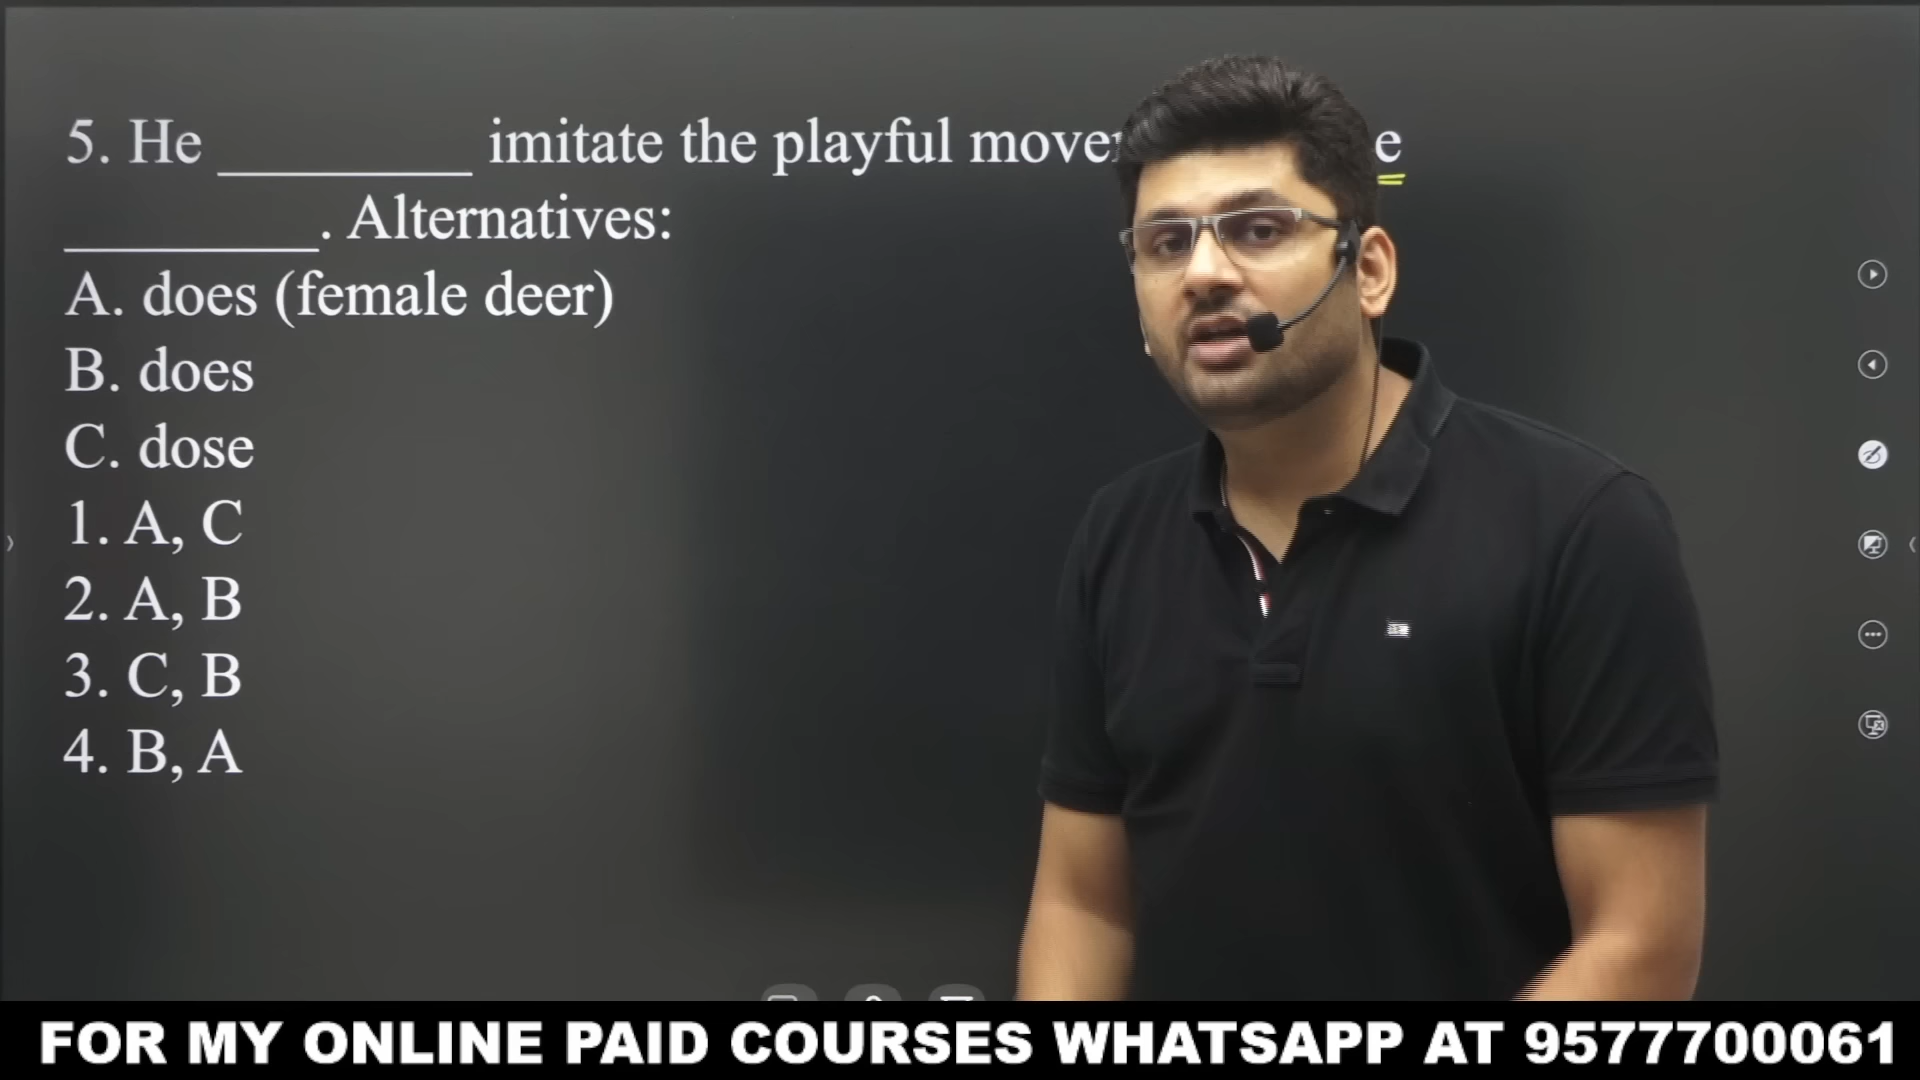 5. He _________ imitate the playful e
_________. Alternatives:
A. does (female deer)
B. does
C. dose
1. A, C
2. A, B
3. C, B
4. B, A
FOR MY ONLINE PAID COURSES WHATSAPP AT 9577700061